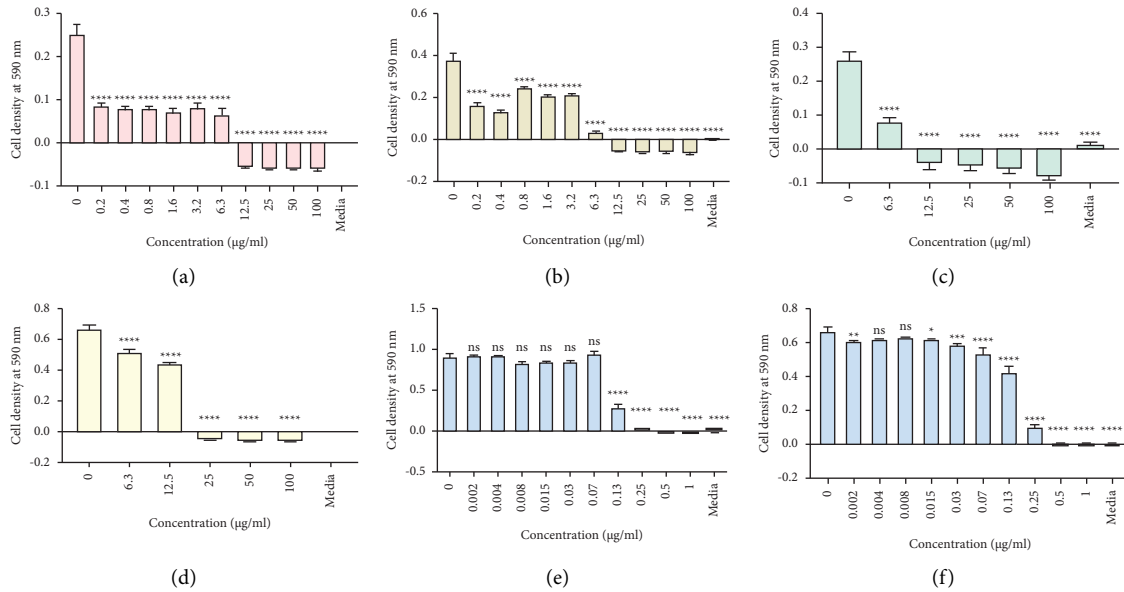 Cell density at 590 nm
0.3
0.2
0.1
0.0
-0.1
**** **** **** **** **** **** **** **** **** ****
0 0.2 0.4 0.8 1.6 3.2 6.3 12.5 25 50 100 Media
Concentration (μg/ml)
(a)
Cell density at 590 nm
0.6
0.4
0.2
0.0
-0.2
**** **** **** **** **** **** **** **** **** **** ****
0 0.2 0.4 0.8 1.6 3.2 6.3 12.5 25 50 100 Media
Concentration (μg/ml)
(b)
Cell density at 590 nm
0.4
0.3
0.2
0.1
0.0
-0.1
**** **** **** **** **** ****
0 6.3 12.5 25 50 100 Media
Concentration (μg/ml)
(c)
Cell density at 590 nm
0.8
0.6
0.4
0.2
0.0
-0.2
**** **** **** **** ****
0 6.3 12.5 25 50 100 Media
Concentration (μg/ml)
(d)
Cell density at 590 nm
1.5
1.0
0.5
0.0
-0.5
ns ns ns ns ns ns **** **** **** **** ****
0 0.002 0.004 0.008 0.015 0.03 0.07 0.13 0.25 0.5 1 Media
Concentration (μg/ml)
(e)
Cell density at 590 nm
0.8
0.6
0.4
0.2
0.0
-0.2
** ns ns * *** **** **** **** **** **** ****
0 0.002 0.004 0.008 0.015 0.03 0.07 0.13 0.25 0.5 1 Media
Concentration (μg/ml)
(f)